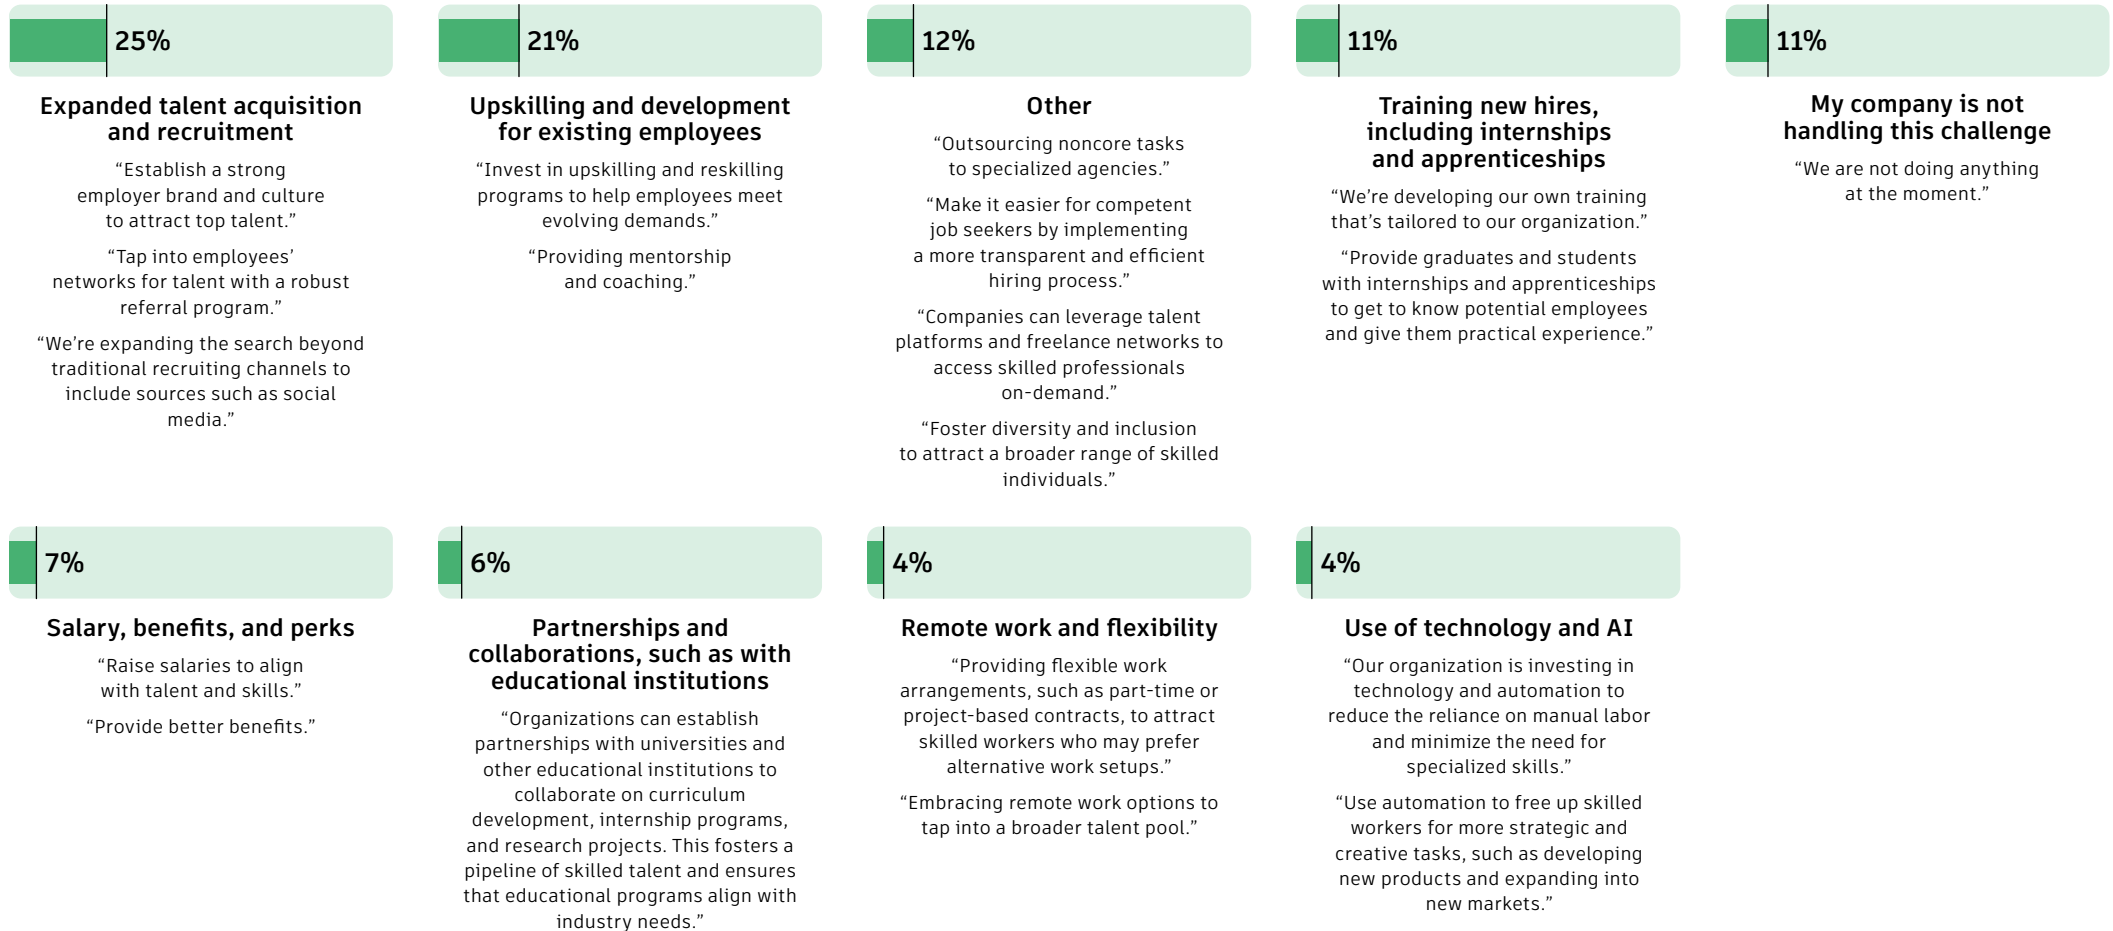 25%
Expanded talent acquisition
and recruitment
“Establish a strong
employer brand and culture
to attract top talent.”
“Tap into employees’
networks for talent with a robust
referral program.”
“We’re expanding the search beyond
traditional recruiting channels to
include sources such as social
media.”
21%
Upskilling and development
for existing employees
“Invest in upskilling and reskilling
programs to help employees meet
evolving demands.”
“Providing mentorship
and coaching.”
12%
Other
“Outsourcing noncore tasks
to specialized agencies.”
“Make it easier for competent
job seekers by implementing
a more transparent and efficient
hiring process.”
“Companies can leverage talent
platforms and freelance networks to
access skilled professionals
on-demand.”
“Foster diversity and inclusion
to attract a broader range of skilled
individuals.”
11%
Training new hires,
including internships
and apprenticeships
“We’re developing our own training
that’s tailored to our organization.”
“Provide graduates and students
with internships and apprenticeships
to get to know potential employees
and give them practical experience.”
11%
My company is not
handling this challenge
“We are not doing anything
at the moment.”
7%
Salary, benefits, and perks
“Raise salaries to align
with talent and skills.”
“Provide better benefits.”
6%
Partnerships and
collaborations, such as with
educational institutions
“Organizations can establish
partnerships with universities and
other educational institutions to
collaborate on curriculum
development, internship programs,
and research projects. This fosters a
pipeline of skilled talent and ensures
that educational programs align with
industry needs.”
4%
Remote work and flexibility
“Providing flexible work
arrangements, such as part-time or
project-based contracts, to attract
skilled workers who may prefer
alternative work setups.”
“Embracing remote work options to
tap into a broader talent pool.”
4%
Use of technology and AI
“Our organization is investing in
technology and automation to
reduce the reliance on manual labor
and minimize the need for
specialized skills.”
“Use automation to free up skilled
workers for more strategic and
creative tasks, such as developing
new products and expanding into
new markets.”